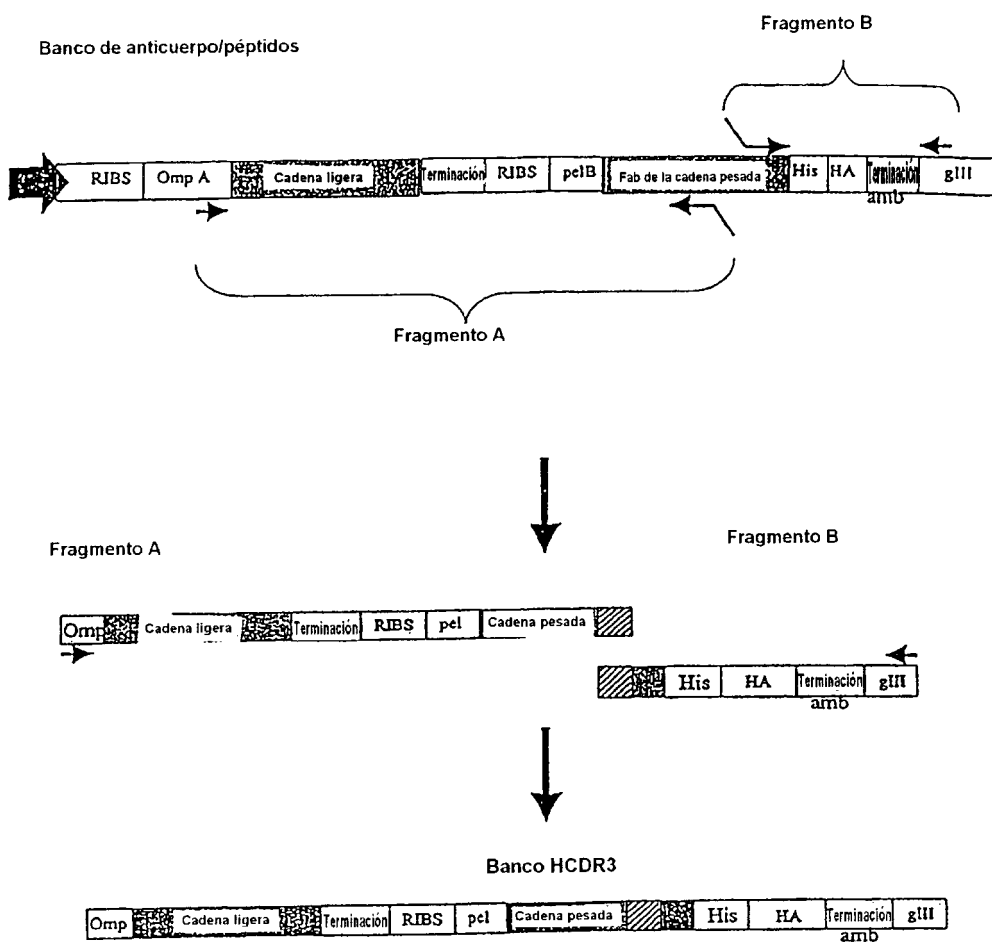 Fragmento B
Banco de anticuerpo/péptidos
RIBS Omp A Cadena ligera Terminación RIBS pelB Fab de la cadena pesada His HA Terminación gIII
amb
Fragmento A
Fragmento A
Fragmento B
Omp Cadena ligera Terminación RIBS pel Cadena pesada
His HA Terminación gIII
amb
Banco HCDR3
Omp Cadena ligera Terminación RIBS pel Cadena pesada His HA Terminación gIII
amb